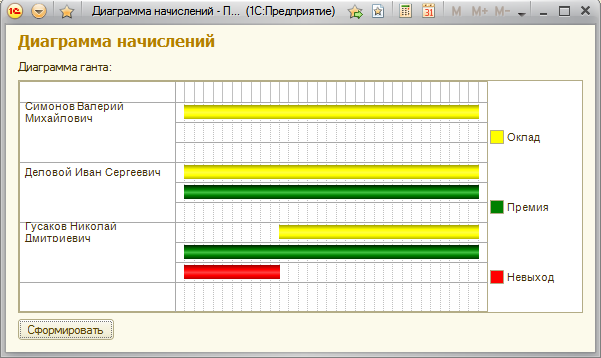 Диаграмма начислений - П... (1С:Предприятие)
M M+ M-
Диаграмма начислений
Диаграмма ганта:
Симонов Валерий
Михайлович
Деловой Иван Сергеевич
Гусаков Николай
Дмитриевич
Оклад
Премия
Невыход
Сформировать